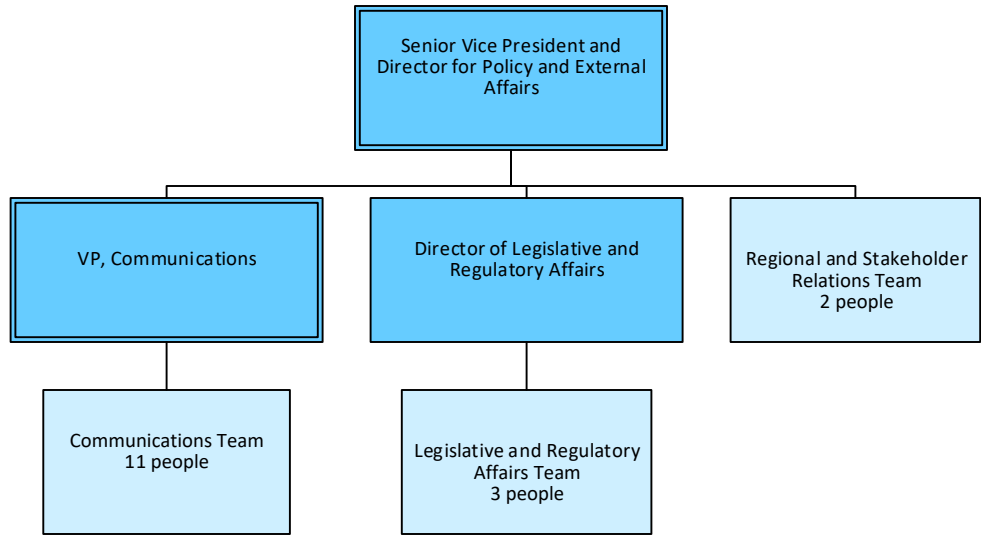 Senior Vice President and
Director for Policy and External
Affairs
VP, Communications
Director of Legislative and
Regulatory Affairs
Regional and Stakeholder
Relations Team
2 people
Communications Team
11 people
Legislative and Regulatory
Affairs Team
3 people